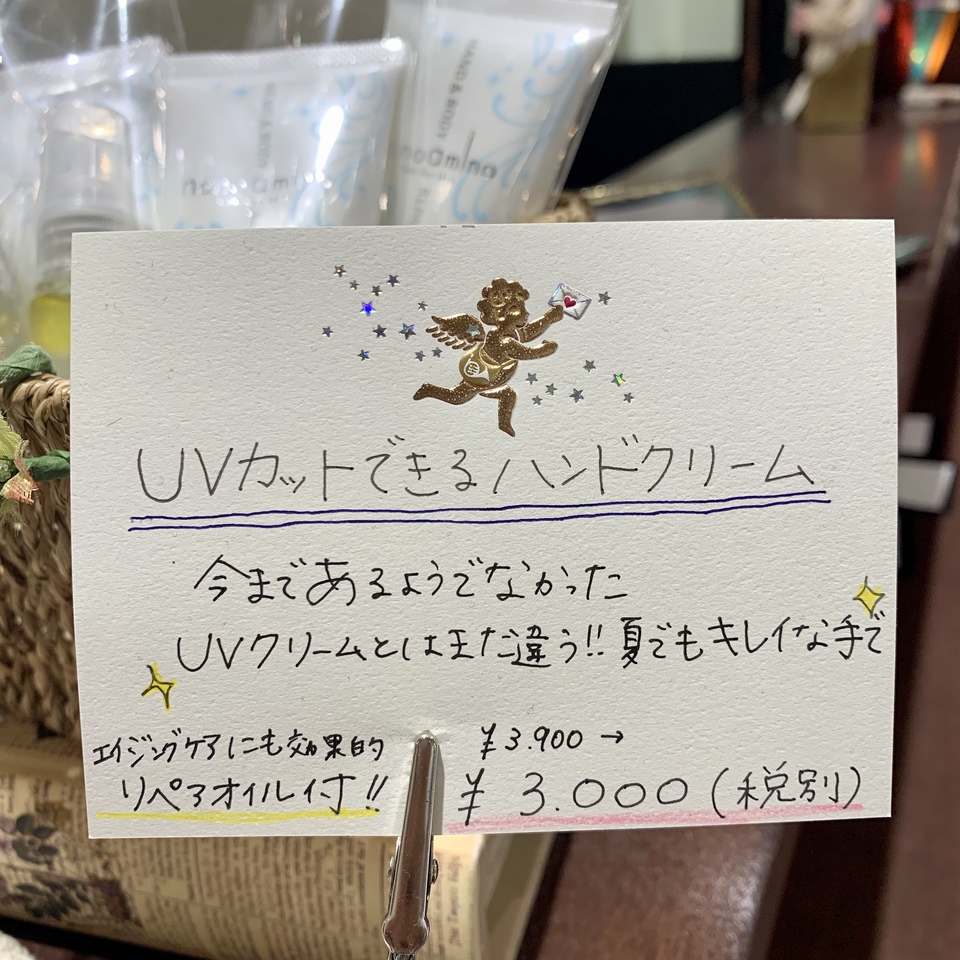 HAND & BODY
UVカットできるハンドクリーム
今まであるようでなかった
UVクリームとはまた違う!! 夏でもキレイな手で
エイジングケアにも効果的
リペアオイル付!!
¥3.900 →
¥3.000(税別)